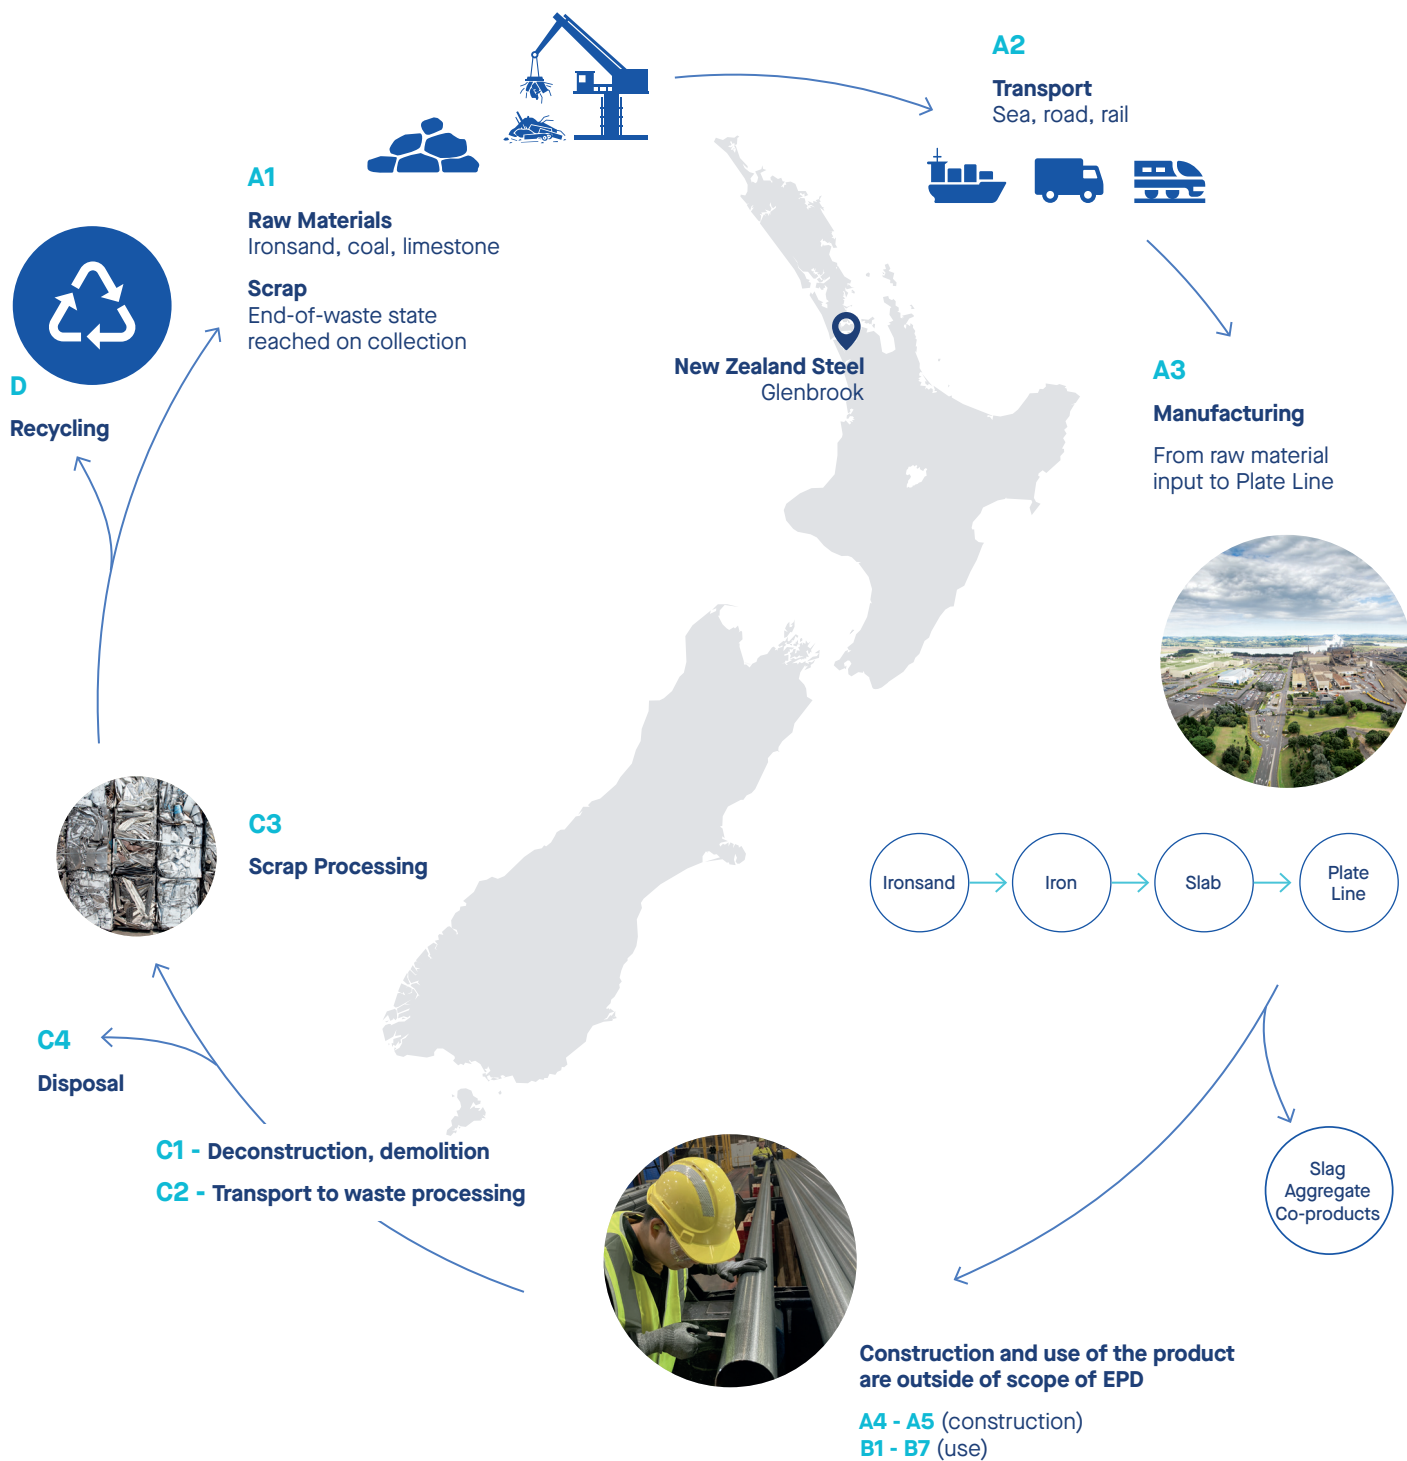 A1
Raw Materials
Ironsand, coal, limestone
Scrap
End-of-waste state
reached on collection
A2
Transport
Sea, road, rail
New Zealand Steel
Glenbrook
A3
Manufacturing
From raw material
input to Plate Line
Ironsand
Iron
Slab
Plate
Line
Slag
Aggregate
Co-products
Construction and use of the product
are outside of scope of EPD
A4 - A5 (construction)
B1 - B7 (use)
C1 - Deconstruction, demolition
C2 - Transport to waste processing
C4
Disposal
C3
Scrap Processing
D
Recycling